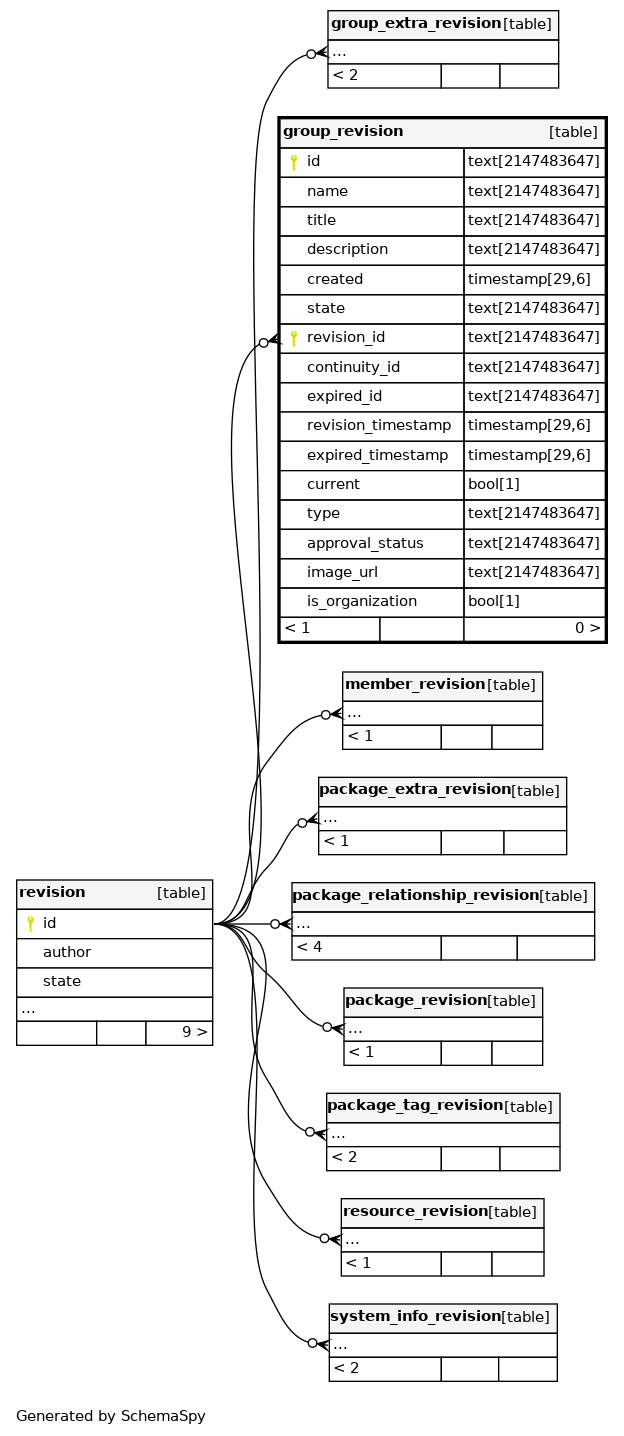 group_extra_revision [table]
...
< 2
group_revision [table]
id text[2147483647]
name text[2147483647]
title text[2147483647]
description text[2147483647]
created timestamp[29,6]
state text[2147483647]
revision_id text[2147483647]
continuity_id text[2147483647]
expired_id text[2147483647]
revision_timestamp timestamp[29,6]
expired_timestamp timestamp[29,6]
current bool[1]
type text[2147483647]
approval_status text[2147483647]
image_url text[2147483647]
is_organization bool[1]
< 1 0 >
member_revision [table]
...
< 1
package_extra_revision [table]
...
< 1
revision [table]
id
author
state
...
9 >
package_relationship_revision [table]
...
< 4
package_revision [table]
...
< 1
package_tag_revision [table]
...
< 2
resource_revision [table]
...
< 1
system_info_revision [table]
...
< 2
Generated by SchemaSpy